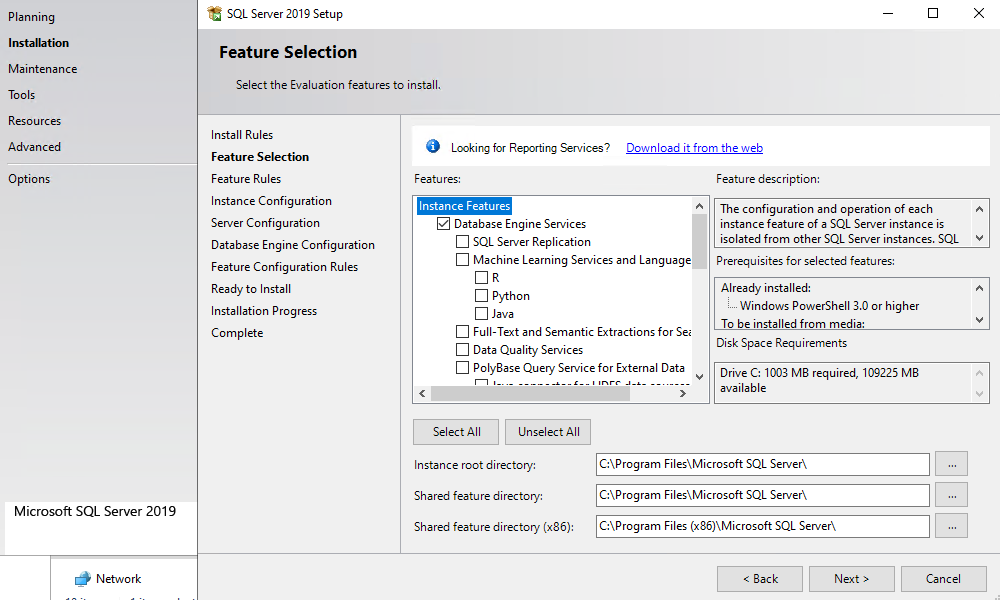 Planning
Installation
Maintenance
Tools
Resources
Advanced
Options
Microsoft SQL Server 2019
Network
SQL Server 2019 Setup
Feature Selection
Select the Evaluation features to install.
Install Rules
Feature Selection
Feature Rules
Instance Configuration
Server Configuration
Database Engine Configuration
Feature Configuration Rules
Ready to Install
Installation Progress
Complete
Looking for Reporting Services? Download it from the web
Features:
Instance Features
Database Engine Services
SQL Server Replication
Machine Learning Services and Language
R
Python
Java
Full-Text and Semantic Extractions for Sea
Data Quality Services
PolyBase Query Service for External Data
Java connector for HDFS data sources
Feature description:
The configuration and operation of each
instance feature of a SQL Server instance is
isolated from other SQL Server instances. SQL
Prerequisites for selected features:
Already installed:
Windows PowerShell 3.0 or higher
To be installed from media:
Disk Space Requirements
Drive C: 1003 MB required, 109225 MB
available
Select All
Unselect All
Instance root directory: C:\Program Files\Microsoft SQL Server\ ...
Shared feature directory: C:\Program Files\Microsoft SQL Server\ ...
Shared feature directory (x86): C:\Program Files (x86)\Microsoft SQL Server\ ...
< Back
Next >
Cancel